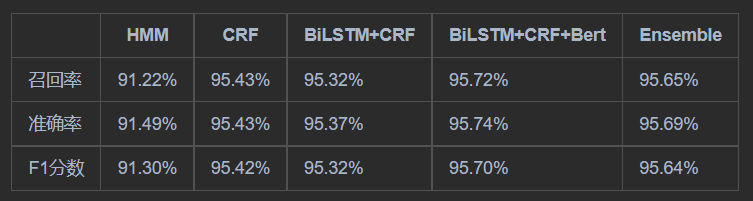 HMM CRF BiLSTM+CRF BiLSTM+CRF+Bert Ensemble
召回率 91.22% 95.43% 95.32% 95.72% 95.65%
准确率 91.49% 95.43% 95.37% 95.74% 95.69%
F1分数 91.30% 95.42% 95.32% 95.70% 95.64%